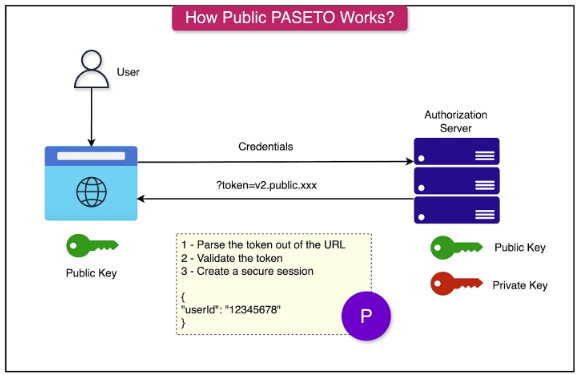 How Public PASETO Works?
User
Authorization
Server
Credentials
?token=v2.public.xxx
Public Key
1 - Parse the token out of the URL
2 - Validate the token
3 - Create a secure session
{
"userId": "12345678"
}
P
Public Key
Private Key